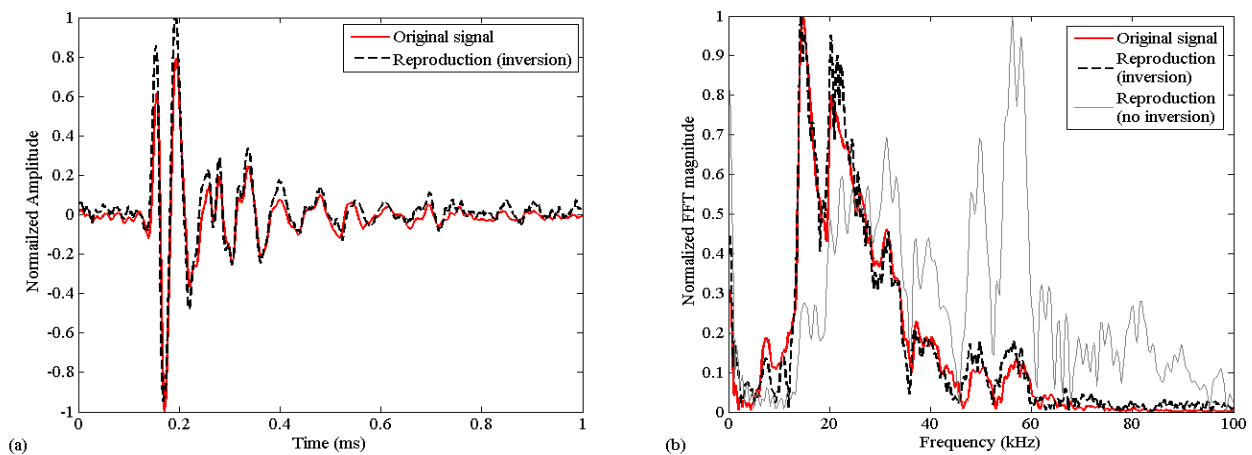 1
0.8
0.6
0.4
0.2
0
-0.2
-0.4
-0.6
-0.8
-1
Normalized Amplitude
Original signal
Reproduction (inversion)
0 0.2 0.4 0.6 0.8 1
Time (ms)
(a)
1
0.9
0.8
0.7
0.6
0.5
0.4
0.3
0.2
0.1
0
Normalized FFT magnitude
Original signal
Reproduction
(inversion)
Reproduction
(no inversion)
0 20 40 60 80 100
Frequency (kHz)
(b)